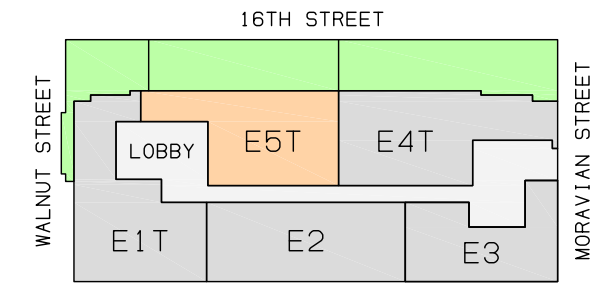 16TH STREET
WALNUT STREET
MORAVIAN STREET
LOBBY
E5T
E4T
E1T
E2
E3